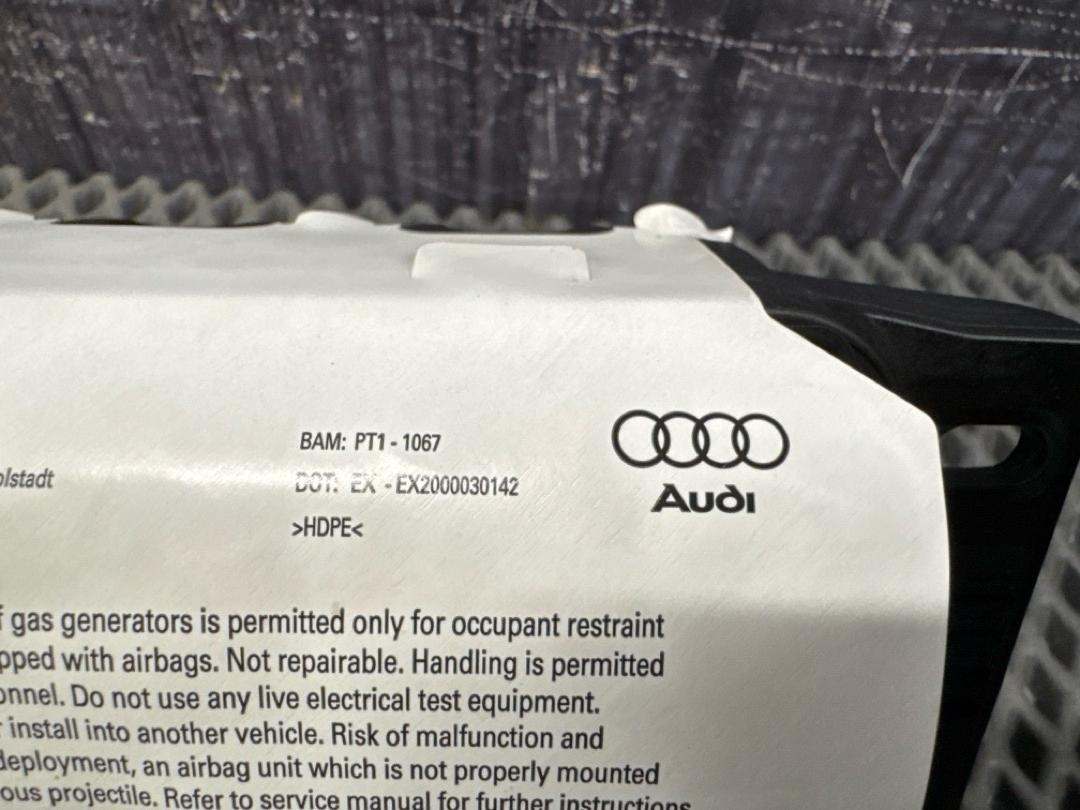 BAM: PT1 - 1067
lstadt
DOT: EX - EX2000030142
>HDPE<
Audi
gas generators is permitted only for occupant restraint
pped with airbags. Not repairable. Handling is permitted
onnel. Do not use any live electrical test equipment.
install into another vehicle. Risk of malfunction and
deployment, an airbag unit which is not properly mounted
ous projectile. Refer to service manual for further instructions